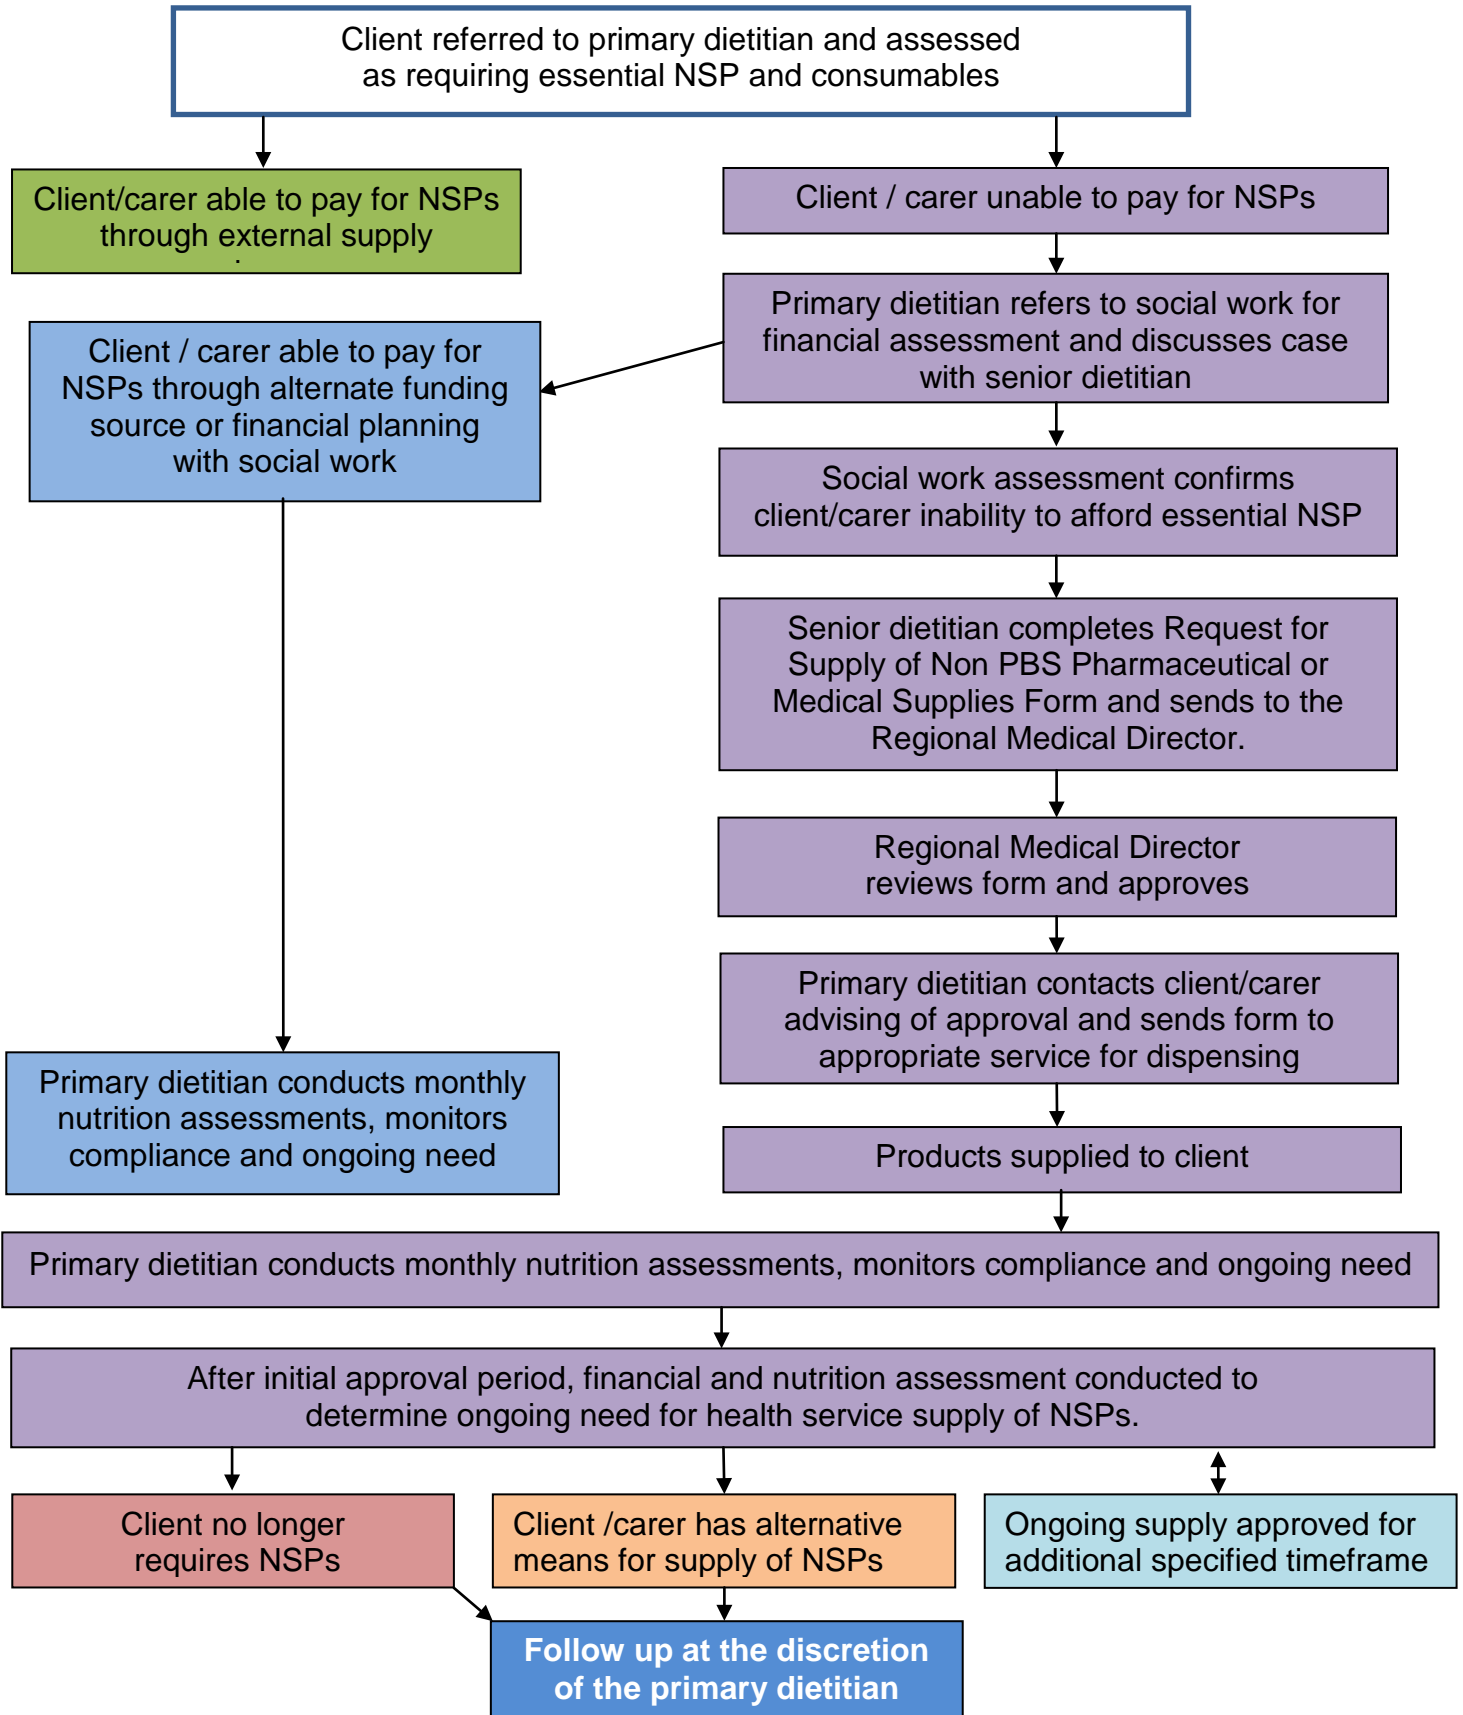 Client referred to primary dietitian and assessed
as requiring essential NSP and consumables
Client/carer able to pay for NSPs
through external supply
Client / carer unable to pay for NSPs
Primary dietitian refers to social work for
financial assessment and discusses case
with senior dietitian
Client / carer able to pay for
NSPs through alternate funding
source or financial planning
with social work
Social work assessment confirms
client/carer inability to afford essential NSP
Senior dietitian completes Request for
Supply of Non PBS Pharmaceutical or
Medical Supplies Form and sends to the
Regional Medical Director.
Regional Medical Director
reviews form and approves
Primary dietitian contacts client/carer
advising of approval and sends form to
appropriate service for dispensing
Primary dietitian conducts monthly
nutrition assessments, monitors
compliance and ongoing need
Products supplied to client
Primary dietitian conducts monthly nutrition assessments, monitors compliance and ongoing need
After initial approval period, financial and nutrition assessment conducted to
determine ongoing need for health service supply of NSPs.
Client no longer
requires NSPs
Client /carer has alternative
means for supply of NSPs
Ongoing supply approved for
additional specified timeframe
Follow up at the discretion
of the primary dietitian